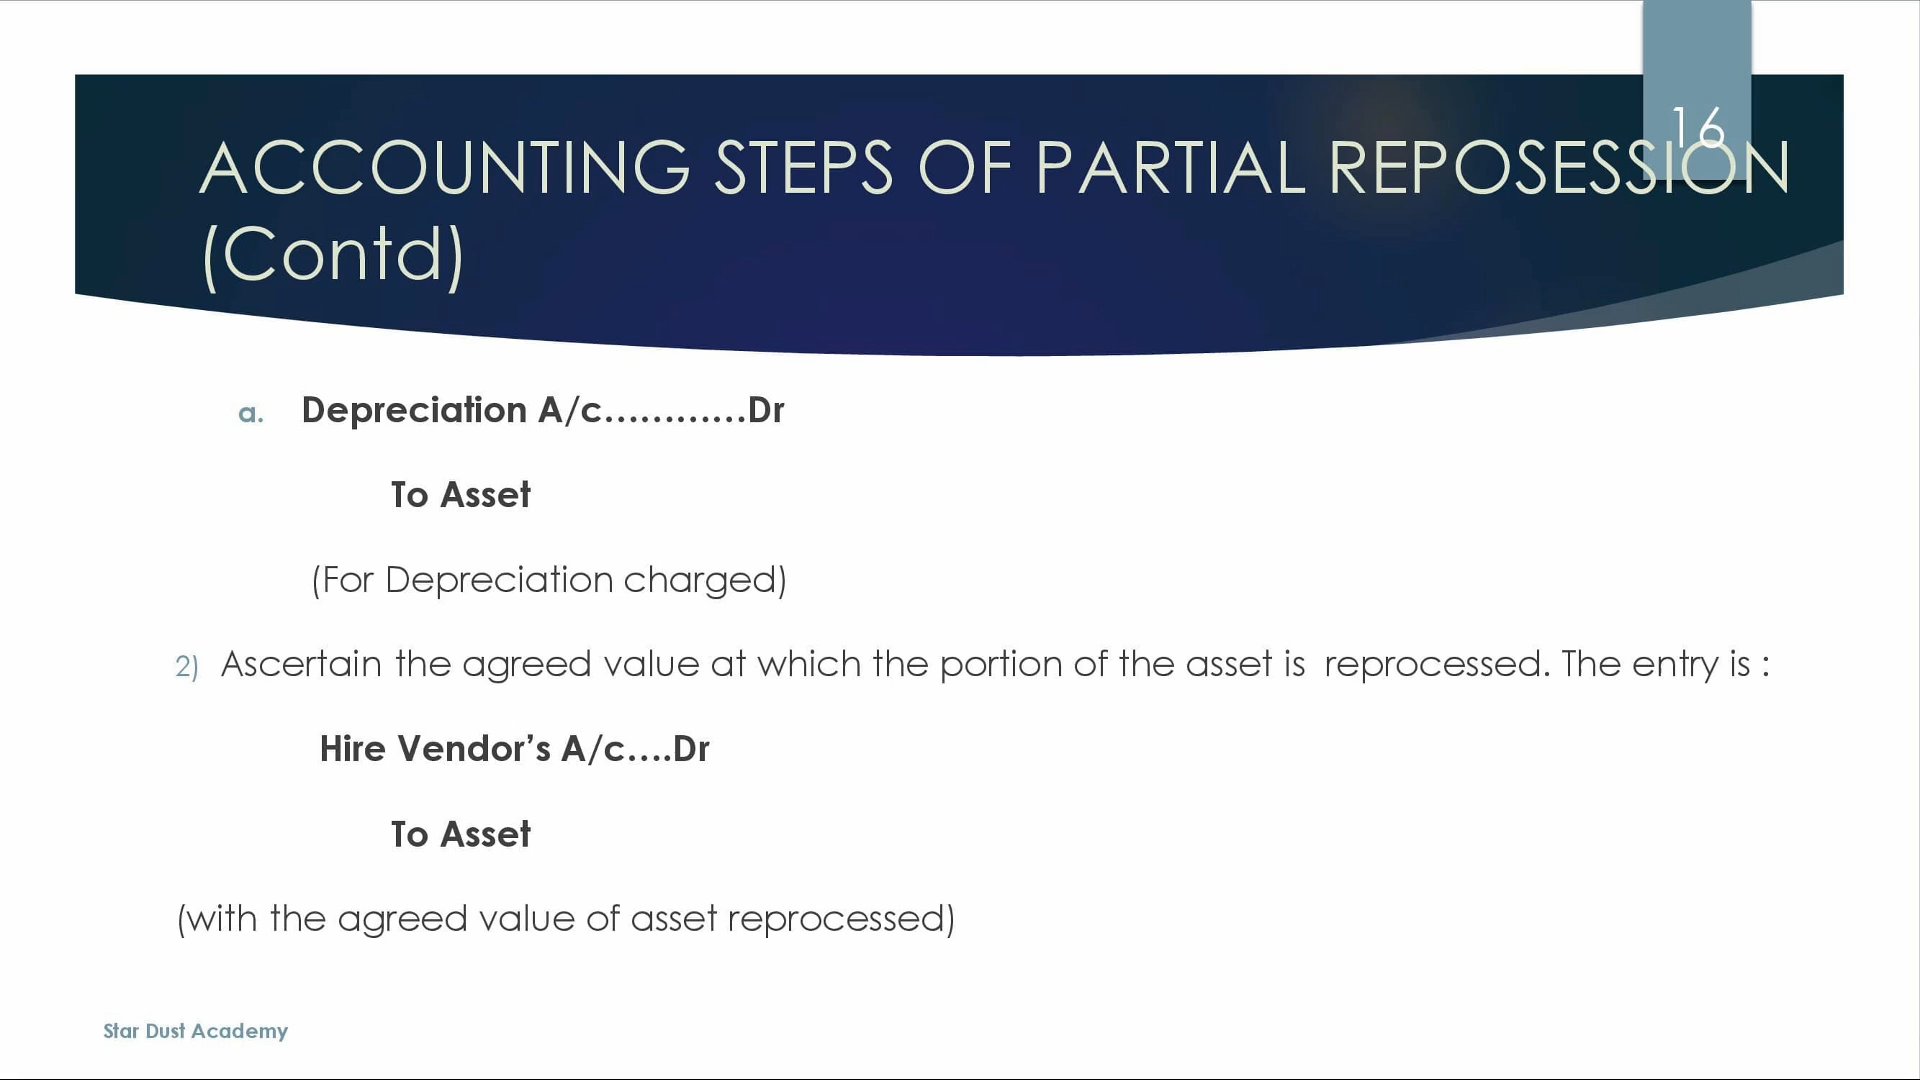 16
ACCOUNTING STEPS OF PARTIAL REPOSESSION
(Contd)
a. Depreciation A/c............Dr
To Asset
(For Depreciation charged)
2) Ascertain the agreed value at which the portion of the asset is reprocessed. The entry is :
Hire Vendor’s A/c....Dr
To Asset
(with the agreed value of asset reprocessed)
Star Dust Academy